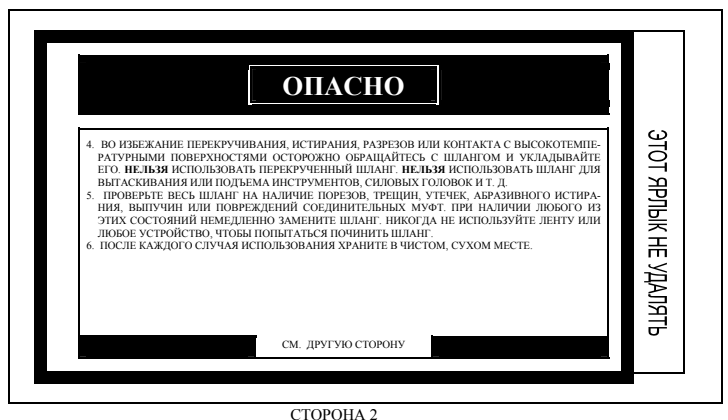 ОПАСНО
4. ВО ИЗБЕЖАНИЕ ПЕРЕКРУЧИВАНИЯ, ИСТИРАНИЯ, РАЗРЕЗОВ ИЛИ КОНТАКТА С ВЫСОКОТЕМПЕ-
РАТУРНЫМИ ПОВЕРХНОСТЯМИ ОСТОРОЖНО ОБРАЩАЙТЕСЬ С ШЛАНГОМ И УКЛАДЫВАЙТЕ
ЕГО. НЕЛЬЗЯ ИСПОЛЬЗОВАТЬ ПЕРЕКРУЧЕННЫЙ ШЛАНГ. НЕЛЬЗЯ ИСПОЛЬЗОВАТЬ ШЛАНГ ДЛЯ
ВЫТАСКИВАНИЯ ИЛИ ПОДЪЕМА ИНСТРУМЕНТОВ, СИЛОВЫХ ГОЛОВОК И Т. Д.
5. ПРОВЕРЬТЕ ВЕСЬ ШЛАНГ НА НАЛИЧИЕ ПОРЕЗОВ, ТРЕЩИН, УТЕЧЕК, АБРАЗИВНОГО ИСТИРА-
НИЯ, ВЫПУЧИН ИЛИ ПОВРЕЖДЕНИЙ СОЕДИНИТЕЛЬНЫХ МУФТ. ПРИ НАЛИЧИИ ЛЮБОГО ИЗ
ЭТИХ СОСТОЯНИЙ НЕМЕДЛЕННО ЗАМЕНИТЕ ШЛАНГ. НИКОГДА НЕ ИСПОЛЬЗУЙТЕ ЛЕНТУ ИЛИ
ЛЮБОЕ УСТРОЙСТВО, ЧТОБЫ ПОПЫТАТЬСЯ ПОЧИНИТЬ ШЛАНГ.
6. ПОСЛЕ КАЖДОГО СЛУЧАЯ ИСПОЛЬЗОВАНИЯ ХРАНИТЕ В ЧИСТОМ, СУХОМ МЕСТЕ.
СМ. ДРУГУЮ СТОРОНУ
ЭТОТ ЯРЛЫК НЕ УДАЛЯТЬ
СТОРОНА 2